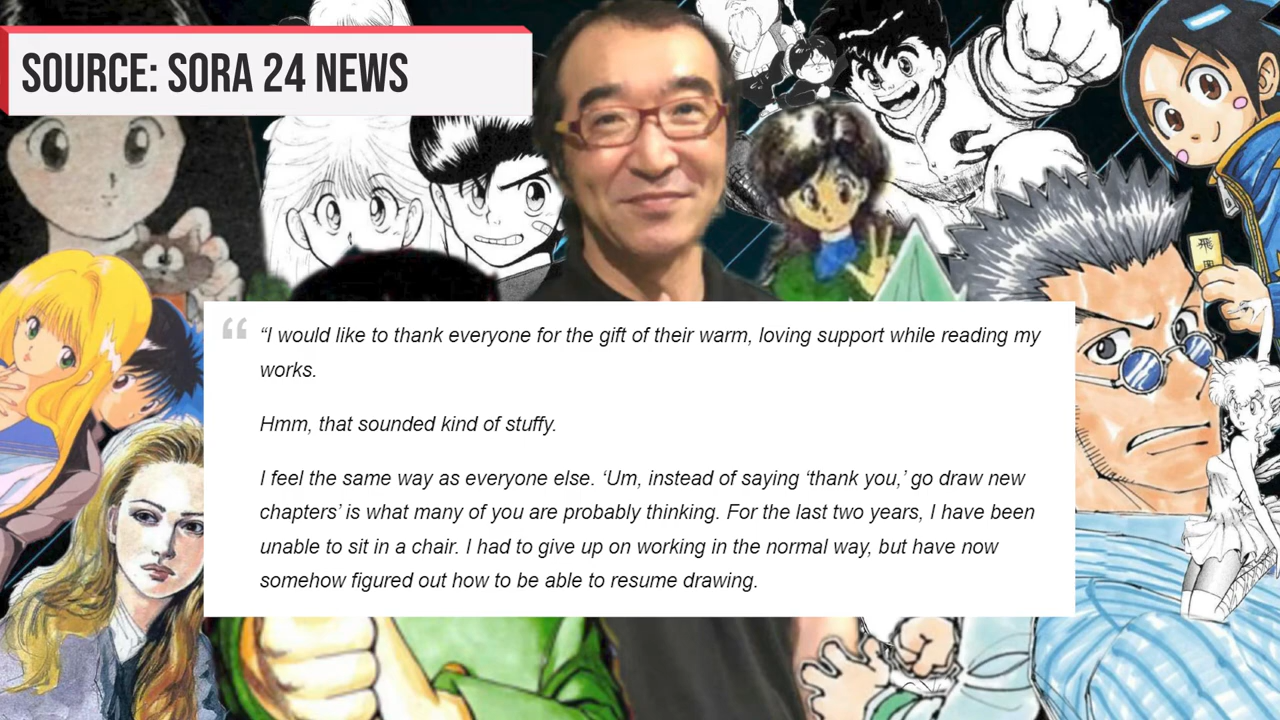 SOURCE: SORA 24 NEWS
“I would like to thank everyone for the gift of their warm, loving support while reading my
works.
Hmm, that sounded kind of stuffy.
I feel the same way as everyone else. ‘Um, instead of saying ‘thank you,’ go draw new
chapters’ is what many of you are probably thinking. For the last two years, I have been
unable to sit in a chair. I had to give up on working in the normal way, but have now
somehow figured out how to be able to resume drawing.